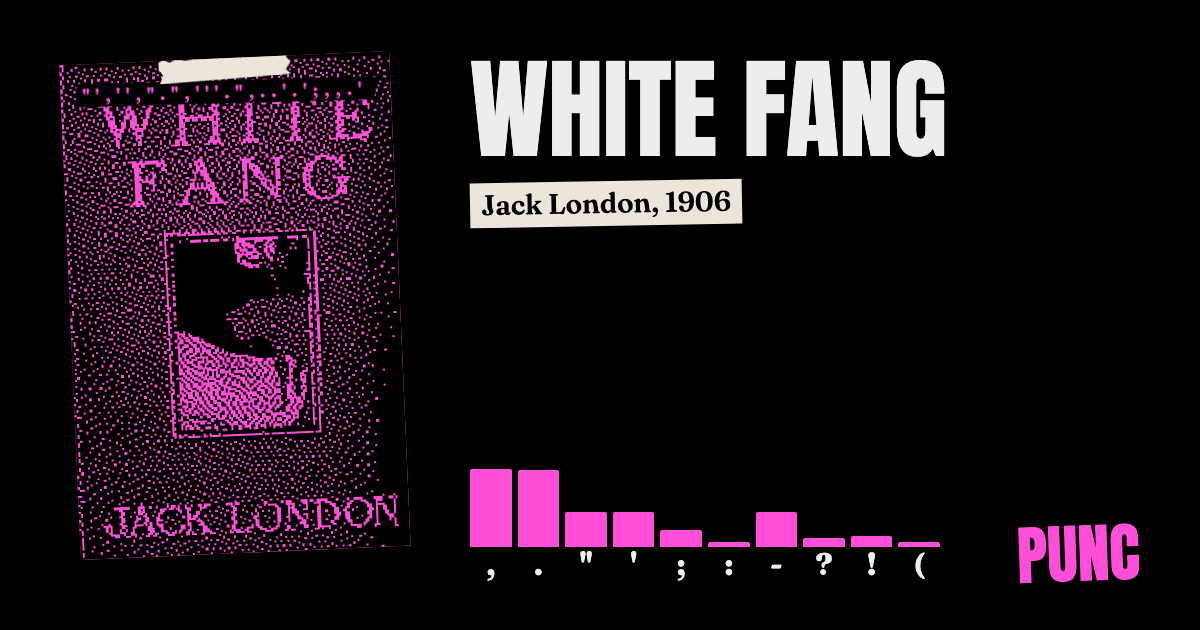 WHITE
FANG
JACK LONDON
WHITE FANG
Jack London, 1906
, . " ' ; : - ? ! (
PUNC